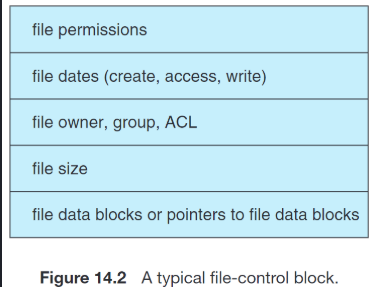 file permissions
file dates (create, access, write)
file owner, group, ACL
file size
file data blocks or pointers to file data blocks
Figure 14.2 A typical file-control block.